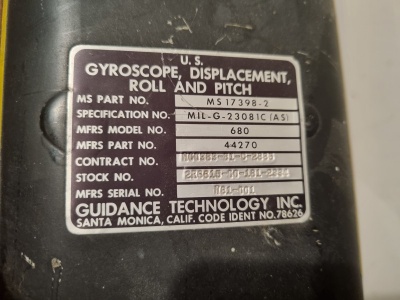 U. S.
GYROSCOPE, DISPLACEMENT,
ROLL AND PITCH
MS PART NO. MS17398-2
SPECIFICATION NO. MIL-G-23081C(AS)
MFRS MODEL NO. 680
MFRS PART NO. 44270
CONTRACT NO.
STOCK NO.
MFRS SERIAL NO.
GUIDANCE TECHNOLOGY INC.
SANTA MONICA, CALIF. CODE IDENT NO. 78626